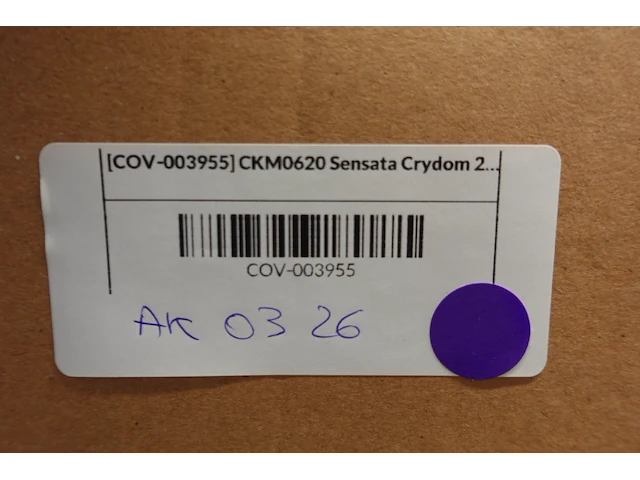 [COV-003955] CKM0620 Sensata Crydom 2...
COV-003955
AK 03 26